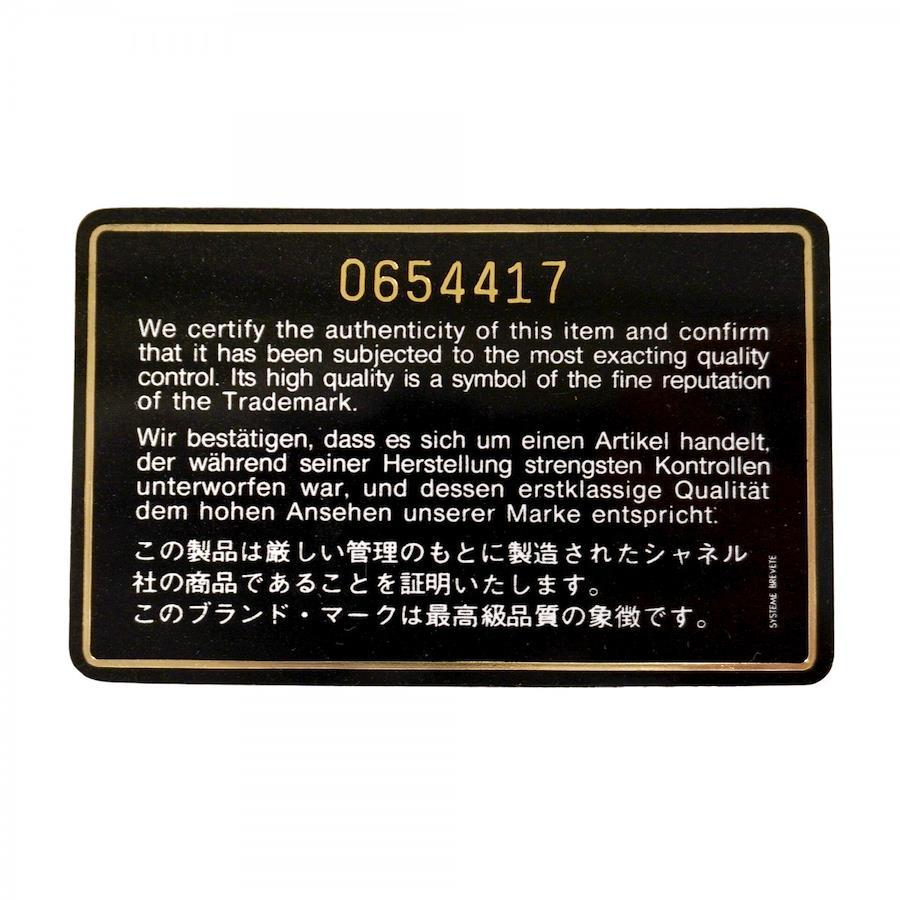 0654417
We certify the authenticity of this item and confirm
that it has been subjected to the most exacting quality
control. Its high quality is a symbol of the fine reputation
of the Trademark.
Wir bestätigen, dass es sich um einen Artikel handelt,
der während seiner Herstellung strengsten Kontrollen
unterworfen war, und dessen erstklassige Qualität
dem hohen Ansehen unserer Marke entspricht.
この製品は厳しい管理のもとに製造されたシャネル
社の商品であることを証明いたします。
このブランド・マークは最高級品質の象徴です。
SYSTEME BREVETE